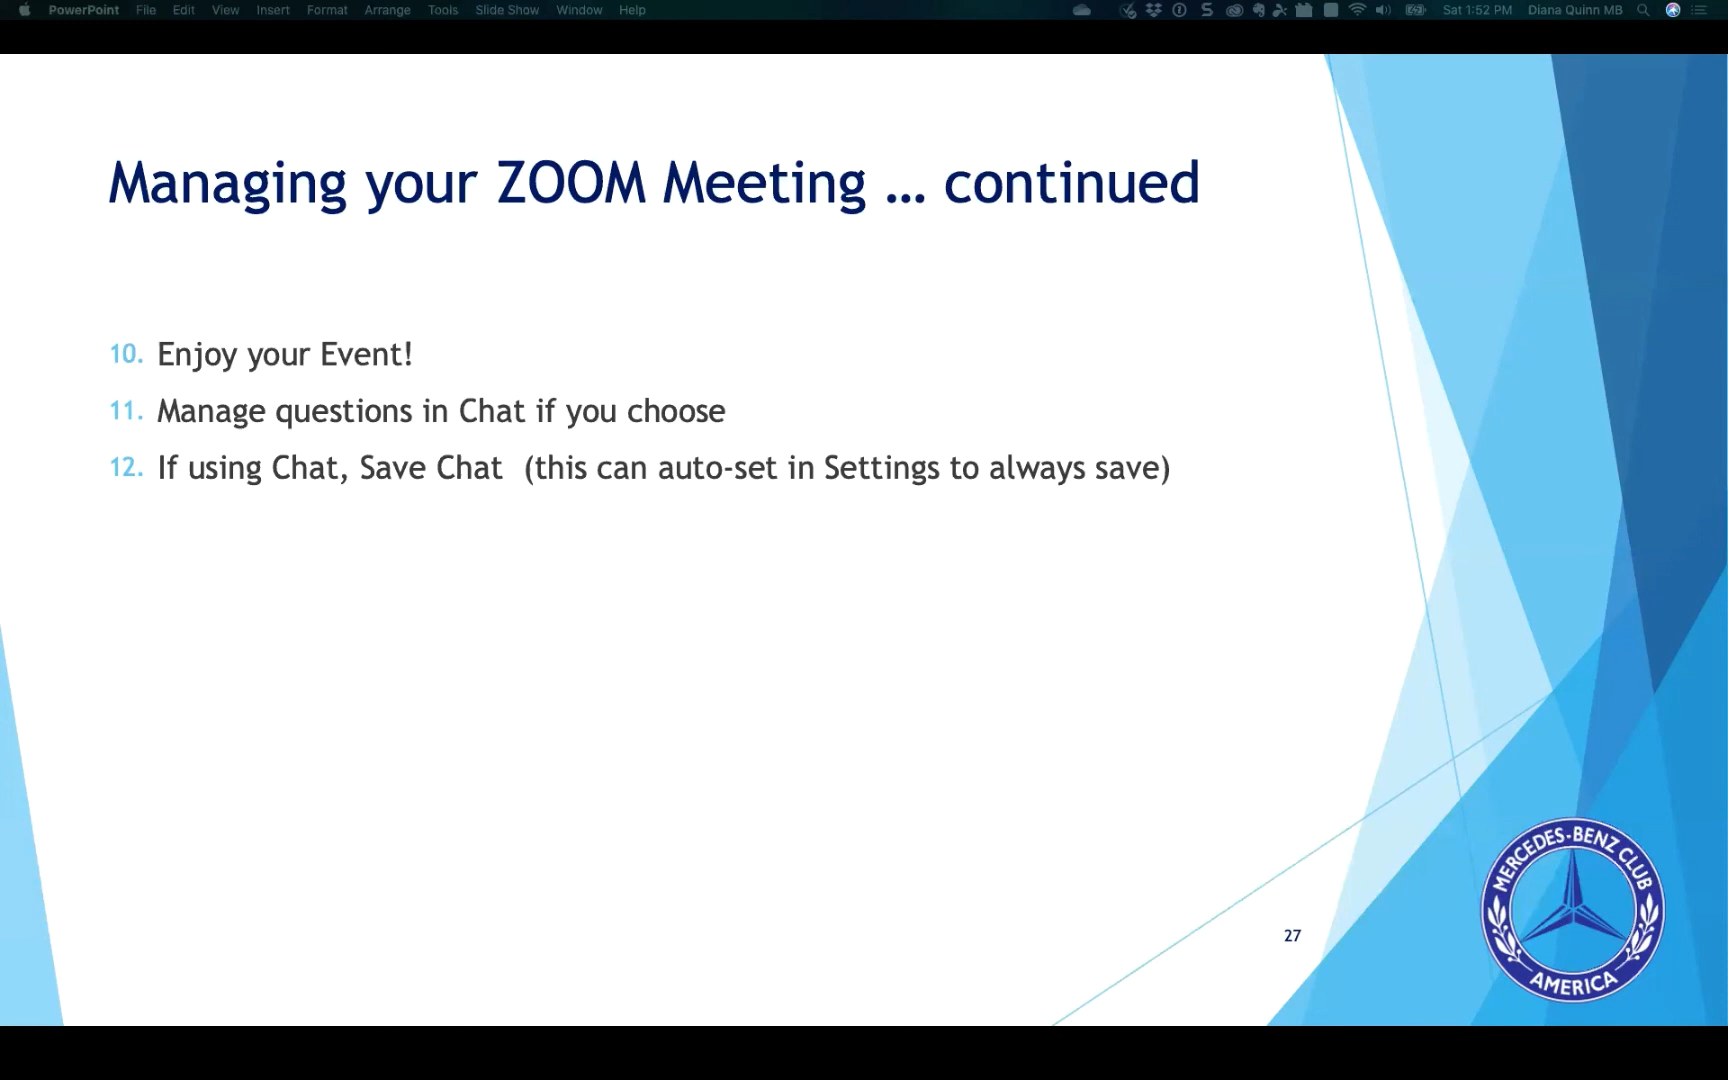 PowerPoint File Edit View Insert Format Arrange Tools Slide Show Window Help Sat 1:52 PM Diana Quinn MB
Managing your ZOOM Meeting ... continued
10. Enjoy your Event!
11. Manage questions in Chat if you choose
12. If using Chat, Save Chat (this can auto-set in Settings to always save)
MERCEDES-BENZ CLUB
AMERICA
27